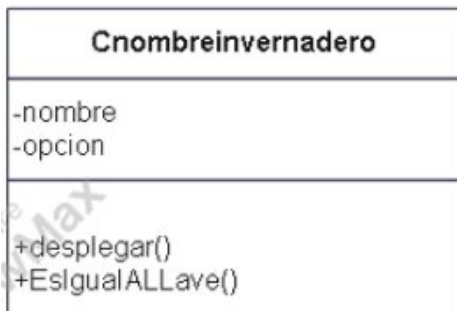 Cnombreinvernadero
-nombre
-opcion
+desplegar()
+EsIgualALLave()